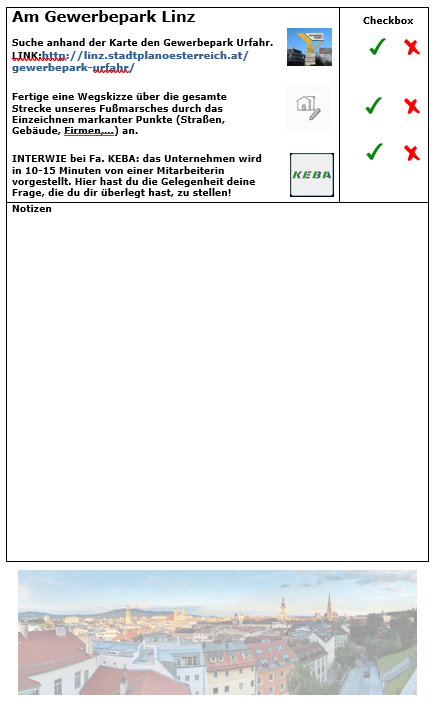 Am Gewerbepark Linz
Checkbox
Suche anhand der Karte den Gewerbepark Urfahr.
LINK:http://linz.stadtplanoesterreich.at/
gewerbepark-urfahr/
Fertige eine Wegskizze über die gesamte
Strecke unseres Fußmarsches durch das
Einzeichnen markanter Punkte (Straßen,
Gebäude, Firmen,...) an.
INTERWIE bei Fa. KEBA: das Unternehmen wird
in 10-15 Minuten von einer Mitarbeiterin
vorgestellt. Hier hast du die Gelegenheit deine
Frage, die du dir überlegt hast, zu stellen!
KEBA
Notizen